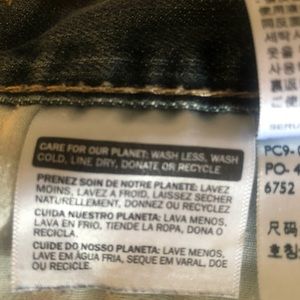 CARE FOR OUR PLANET: WASH LESS, WASH
COLD, LINE DRY, DONATE OR RECYCLE
PRENEZ SOIN DE NOTRE PLANETE: LAVEZ
MOINS, LAVEZ A FROID, LAISSEZ SECHER
NATURELLEMENT, DONNEZ OU RECYCLEZ
CUIDA NUESTRO PLANETA: LAVA MENOS,
LAVA EN FRIO, TIENDE LA ROPA, DONA O
RECICLA.
CUIDE DO NOSSO PLANETA: LAVE MENOS,
LAVE EM ÁGUA FRIA, SEQUE EM VARAL, DOE
OU RECICLE.
PC9-
PO- 4
6752
尺码
호칭